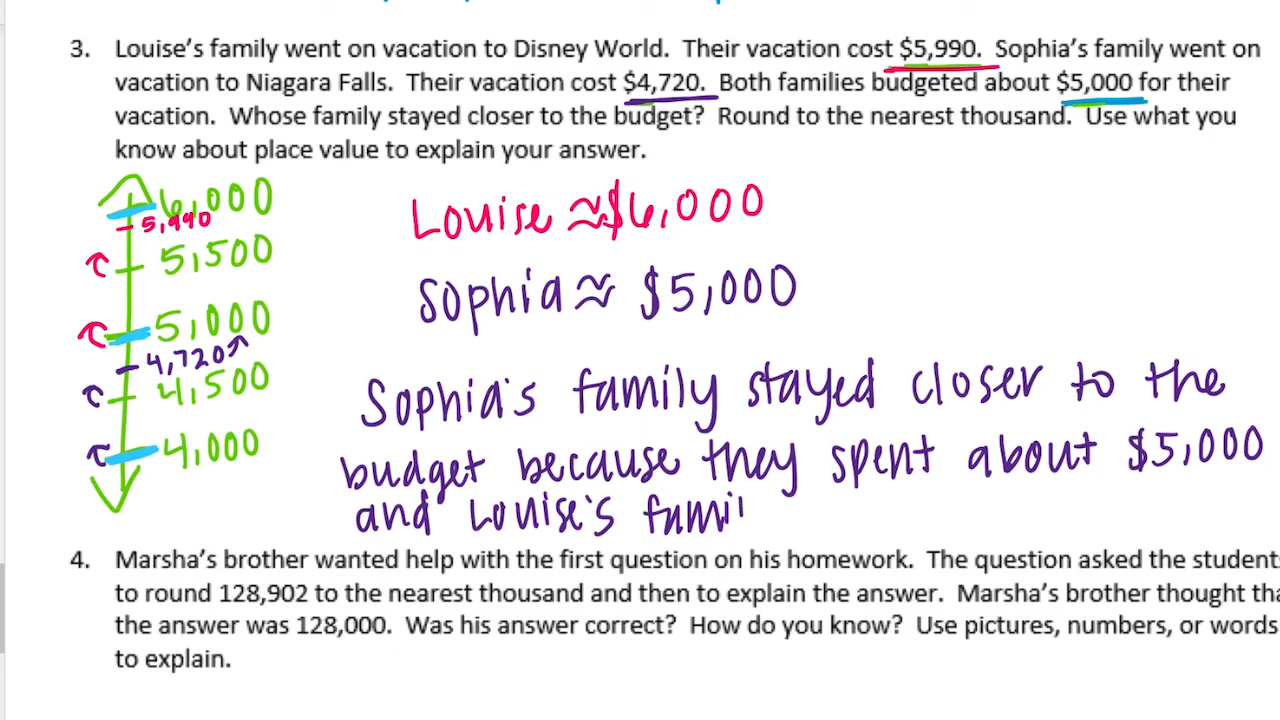 3. Louise's family went on vacation to Disney World. Their vacation cost $5,990. Sophia's family went on
vacation to Niagara Falls. Their vacation cost $4,720. Both families budgeted about $5,000 for their
vacation. Whose family stayed closer to the budget? Round to the nearest thousand. Use what you
know about place value to explain your answer.
6,000
5,990
5,500
5,000
4,720
4,500
4,000
Louise ≈ $6,000
Sophia ≈ $5,000
Sophia's family stayed closer to the
budget because they spent about $5,000
and Louise's famil
4. Marsha's brother wanted help with the first question on his homework. The question asked the student
to round 128,902 to the nearest thousand and then to explain the answer. Marsha's brother thought tha
the answer was 128,000. Was his answer correct? How do you know? Use pictures, numbers, or words
to explain.